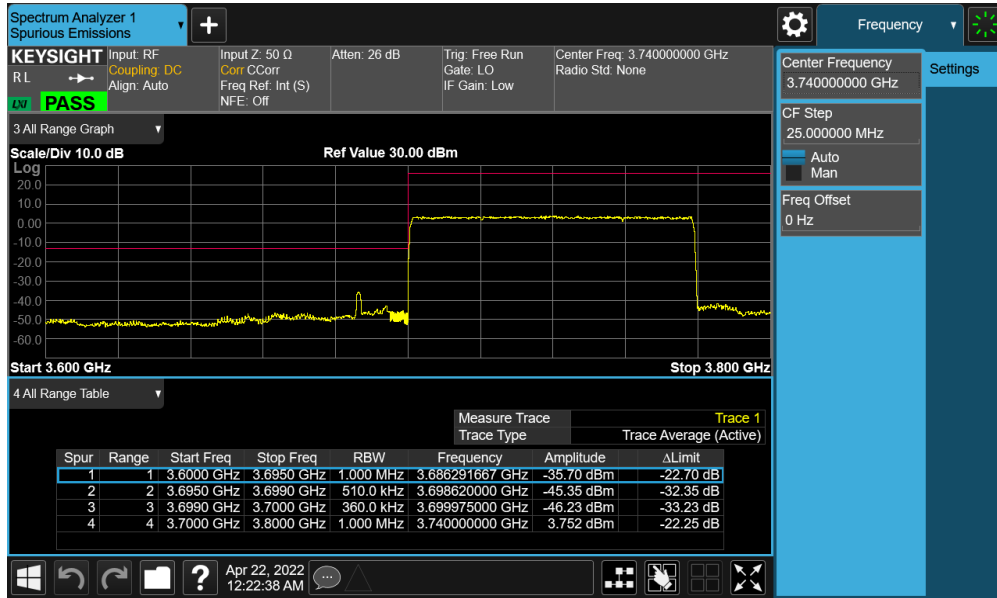 Spectrum Analyzer 1
Spurious Emissions
Frequency
KEYSIGHT
R L
LXI
PASS
Input: RF
Coupling: DC
Align: Auto
Input Z: 50 Ω
Corr CCorr
Freq Ref: Int (S)
NFE: Off
Atten: 26 dB
Trig: Free Run
Gate: LO
IF Gain: Low
Center Freq: 3.740000000 GHz
Radio Std: None
Center Frequency
3.740000000 GHz
Settings
CF Step
25.000000 MHz
Auto
Man
Freq Offset
0 Hz
3 All Range Graph
Scale/Div 10.0 dB
Ref Value 30.00 dBm
Log
20.0
10.0
0.00
-10.0
-20.0
-30.0
-40.0
-50.0
-60.0
Start 3.600 GHz
Stop 3.800 GHz
4 All Range Table
Measure Trace Trace 1
Trace Type Trace Average (Active)
Spur Range Start Freq Stop Freq RBW Frequency Amplitude ΔLimit
1 1 3.6000 GHz 3.6950 GHz 1.000 MHz 3.686291667 GHz -35.70 dBm -22.70 dB
2 2 3.6950 GHz 3.6990 GHz 510.0 kHz 3.698620000 GHz -45.35 dBm -32.35 dB
3 3 3.6990 GHz 3.7000 GHz 360.0 kHz 3.699975000 GHz -46.23 dBm -33.23 dB
4 4 3.7000 GHz 3.8000 GHz 1.000 MHz 3.740000000 GHz 3.752 dBm -22.25 dB
?
Apr 22, 2022
12:22:38 AM